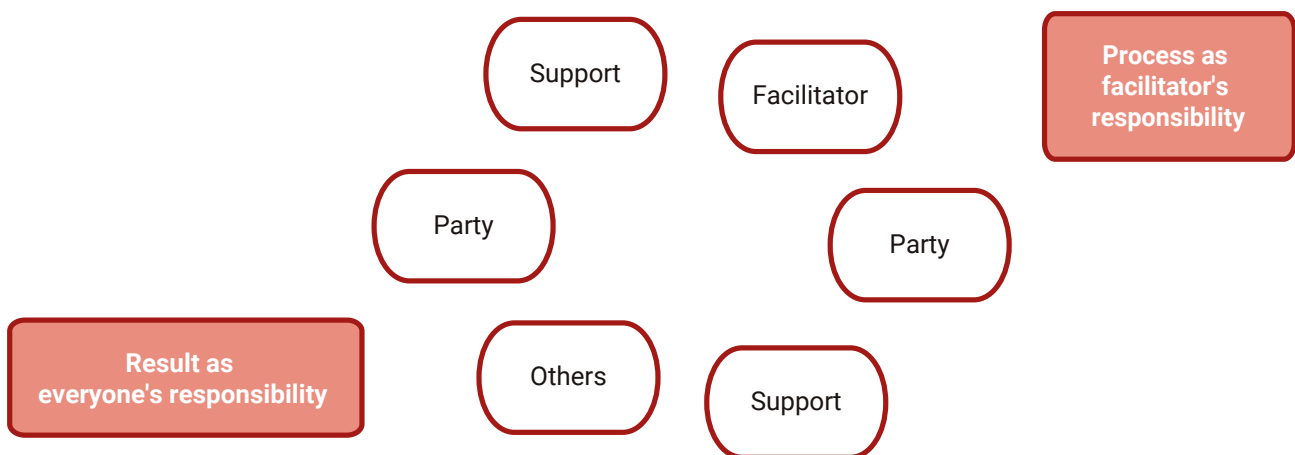 Support
Facilitator
Process as
facilitator's
responsibility
Party
Party
Result as
everyone's responsibility
Others
Support